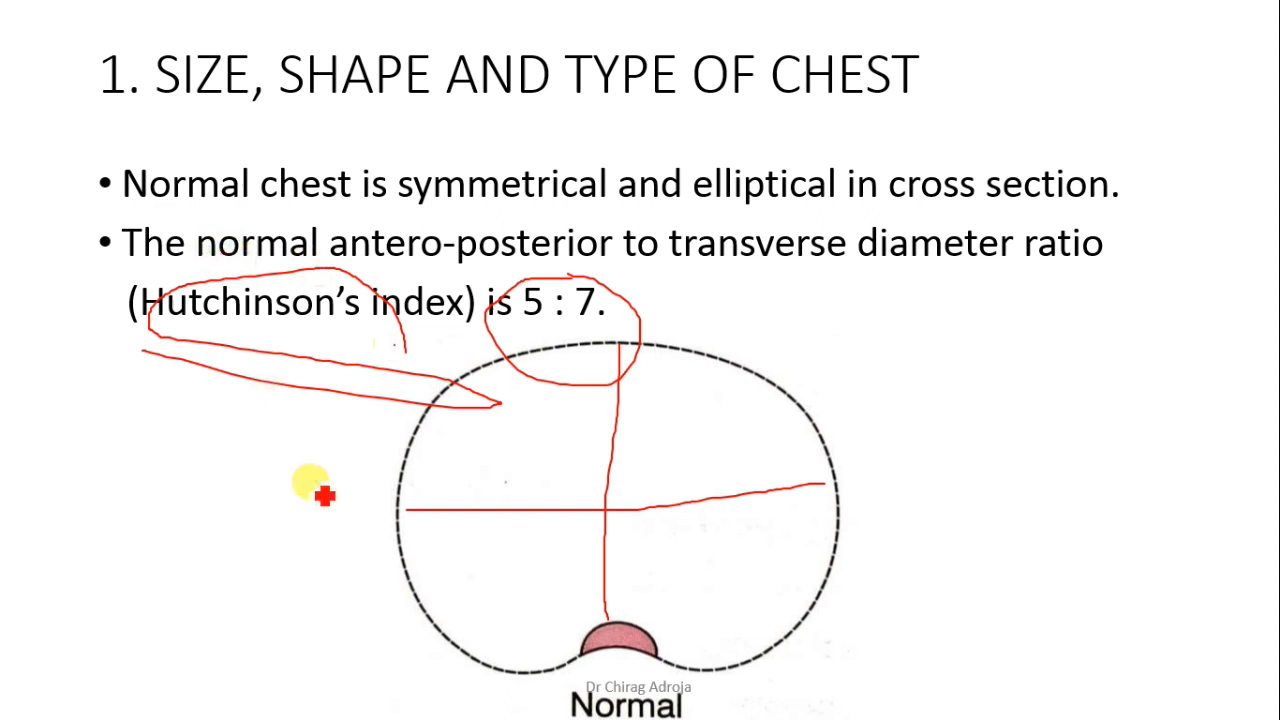 1. SIZE, SHAPE AND TYPE OF CHEST
• Normal chest is symmetrical and elliptical in cross section.
• The normal antero-posterior to transverse diameter ratio
(Hutchinson’s index) is 5 : 7.
Dr Chirag Adroja
Normal